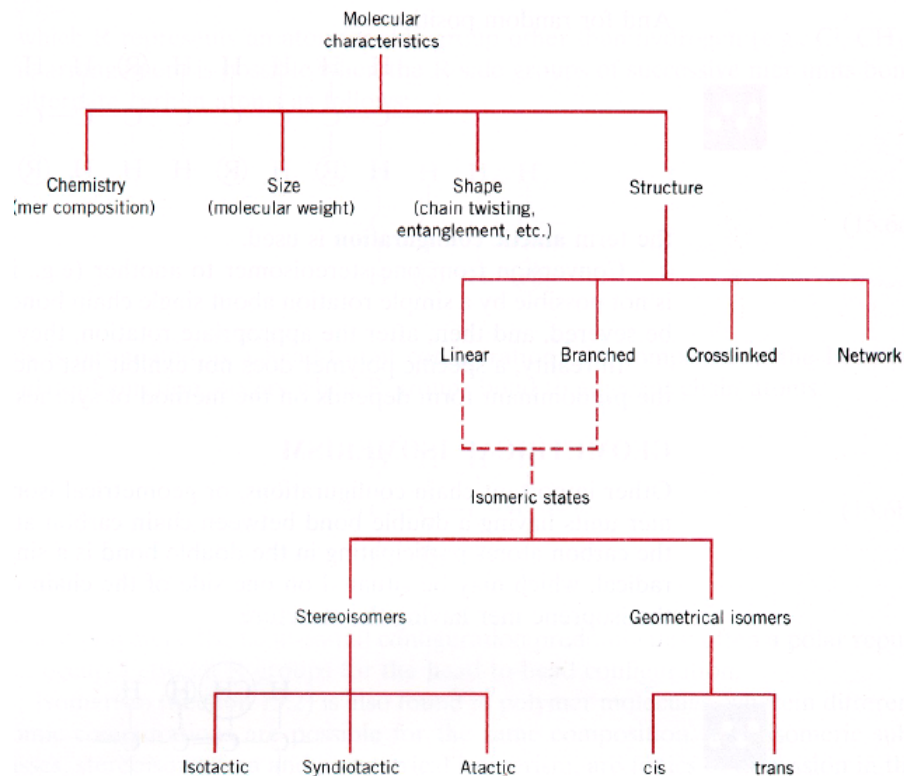 Molecular
characteristics
Chemistry
(mer composition)
Size
(molecular weight)
Shape
(chain twisting,
entanglement, etc.)
Structure
Linear
Branched
Crosslinked
Network
Isomeric states
Stereoisomers
Geometrical isomers
Isotactic
Syndiotactic
Atactic
cis
trans